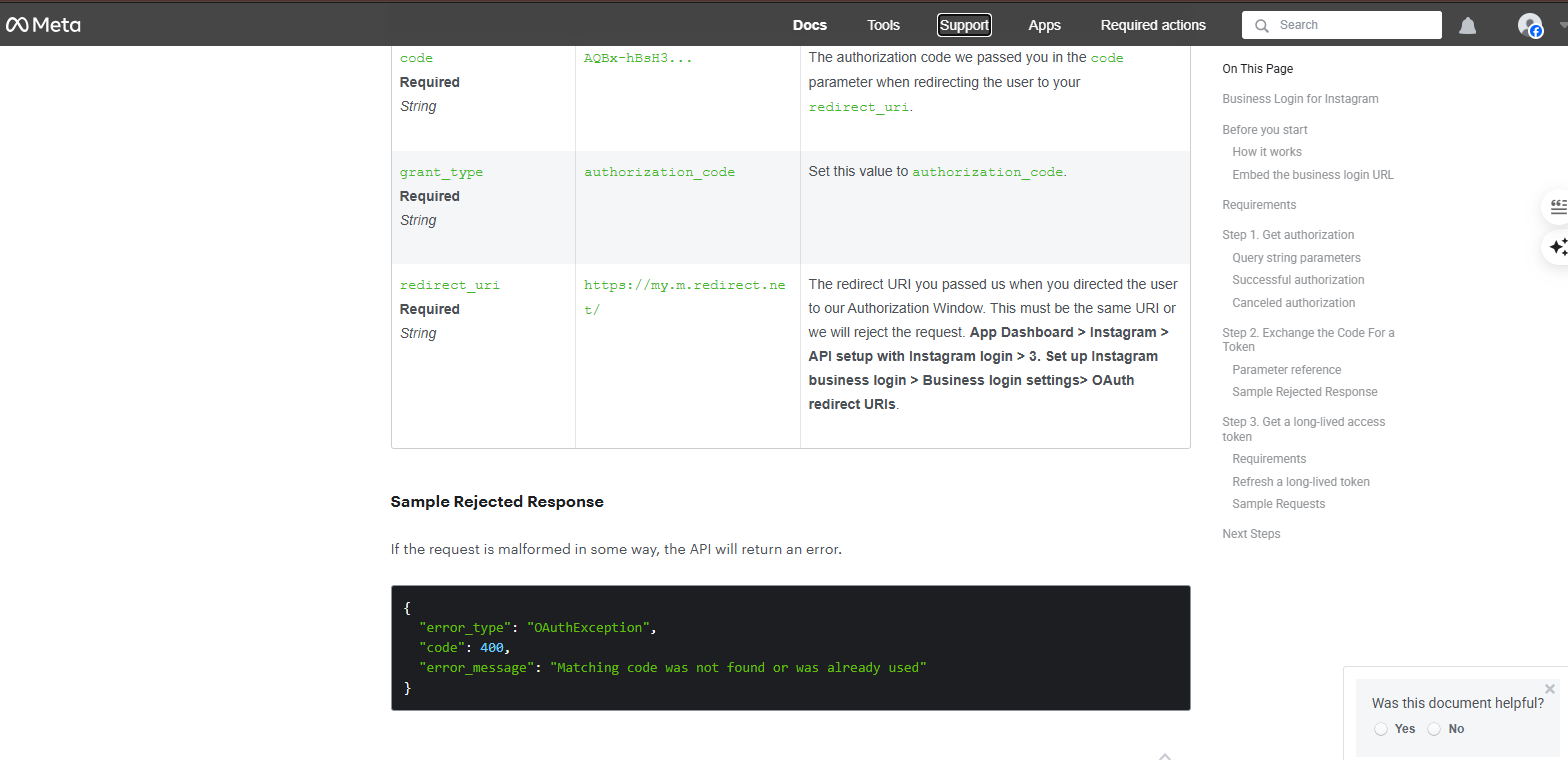 Meta
Docs
Tools
Support
Apps
Required actions
Search
code
Required
String
AQBx-hBsH3...
The authorization code we passed you in the code
parameter when redirecting the user to your
redirect_uri.
grant_type
Required
String
authorization_code
Set this value to authorization_code.
redirect_uri
Required
String
https://my.m.redirect.ne
t/
The redirect URI you passed us when you directed the user
to our Authorization Window. This must be the same URI or
we will reject the request. App Dashboard > Instagram >
API setup with Instagram login > 3. Set up Instagram
business login > Business login settings> OAuth
redirect URIs.
Sample Rejected Response
If the request is malformed in some way, the API will return an error.
{
"error_type": "OAuthException",
"code": 400,
"error_message": "Matching code was not found or was already used"
}
On This Page
Business Login for Instagram
Before you start
How it works
Embed the business login URL
Requirements
Step 1. Get authorization
Query string parameters
Successful authorization
Canceled authorization
Step 2. Exchange the Code For a
Token
Parameter reference
Sample Rejected Response
Step 3. Get a long-lived access
token
Requirements
Refresh a long-lived token
Sample Requests
Next Steps
Was this document helpful?
Yes
No